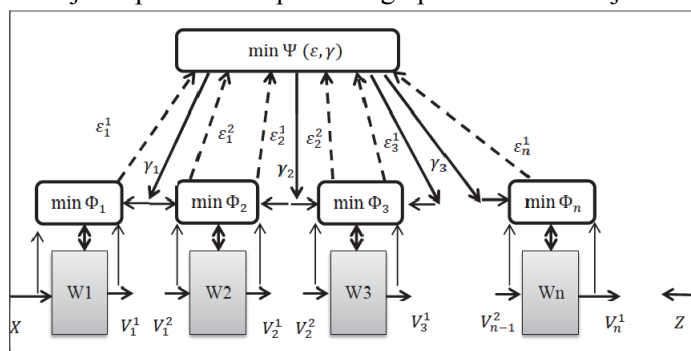 min Ψ (ε, γ)
ε₁¹ ε₁² ε₂¹ ε₂² ε₃¹ εₙ¹
γ₁ γ₂ γ₃
min Φ₁ min Φ₂ min Φ₃ min Φₙ
W1 W2 W3 Wn
X V₁¹ V₁² V₂¹ V₂² V₃¹ Vₙ₋₁² Vₙ¹ Z